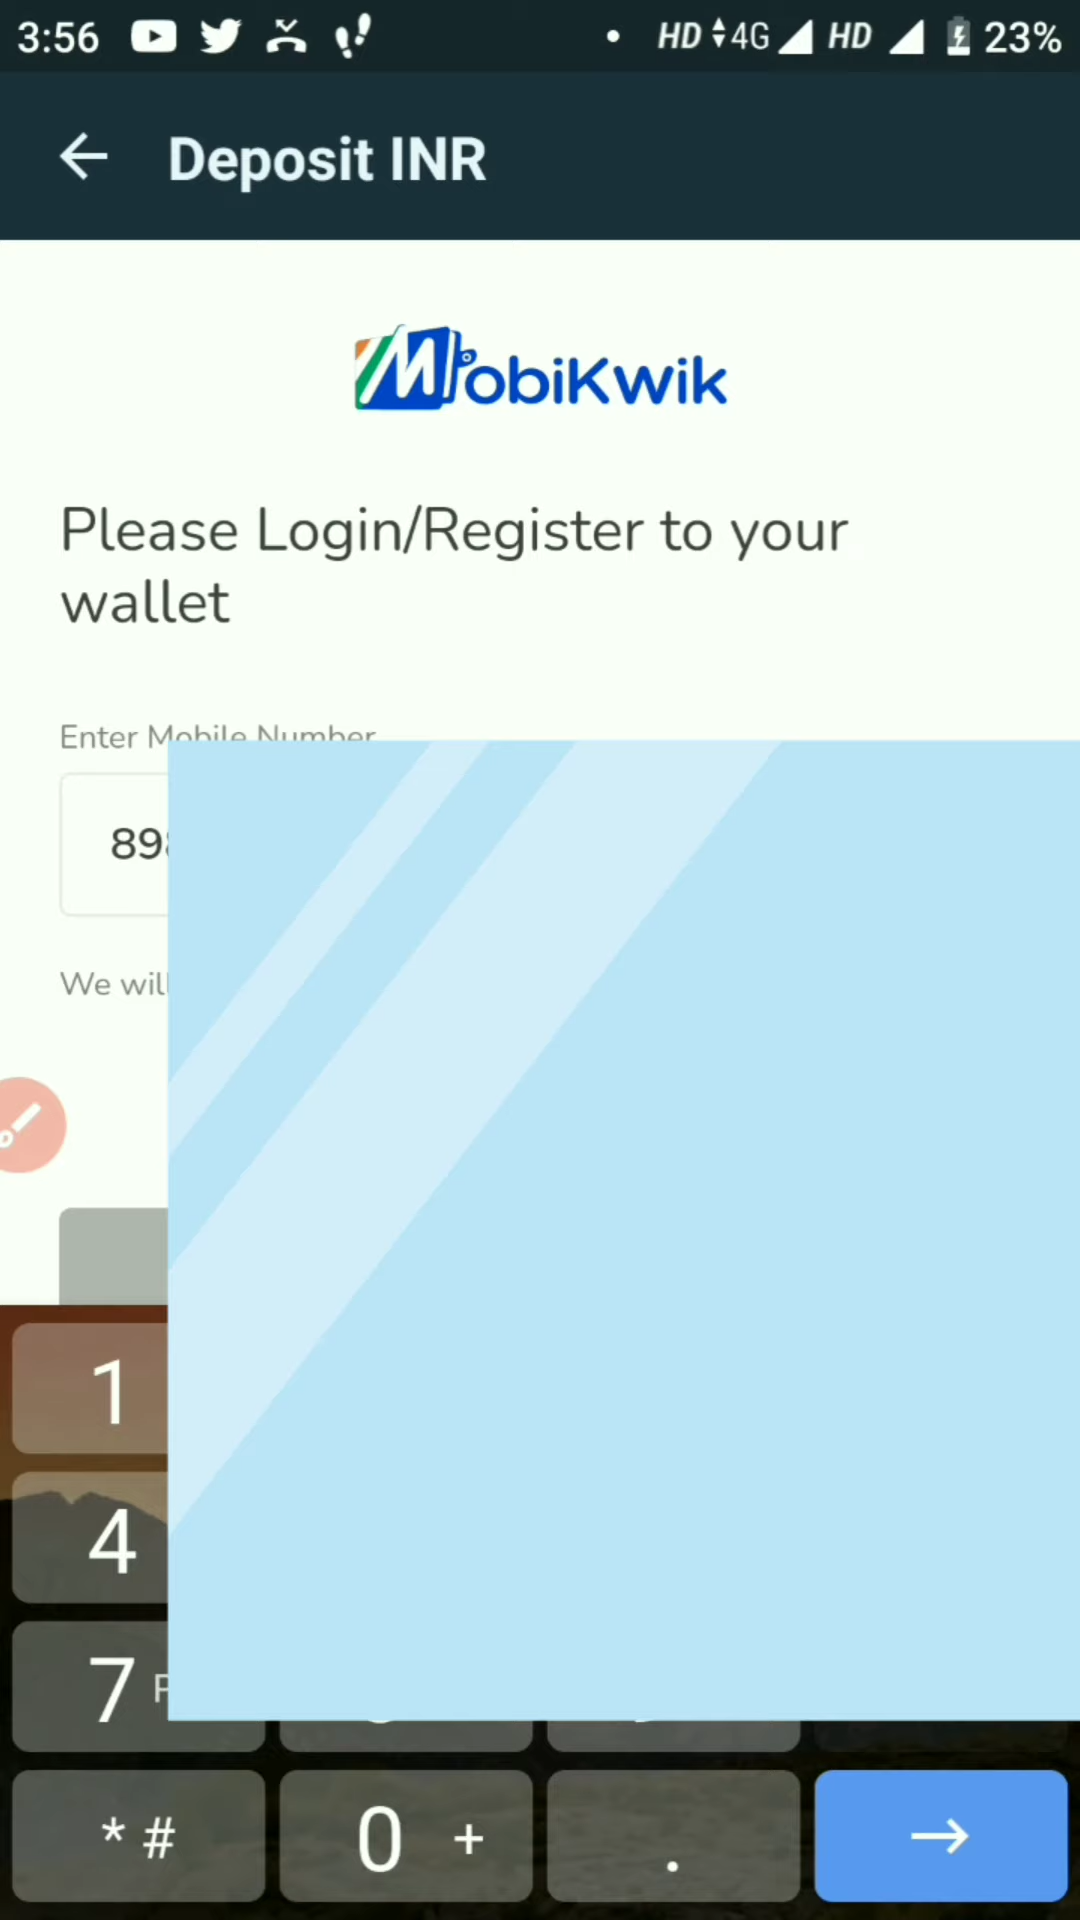 3:56 HD 4G HD 23%
Deposit INR
MobiKwik
Please Login/Register to your
wallet
Enter Mobile Number
89
We will
1
4
7
* # 0 + .